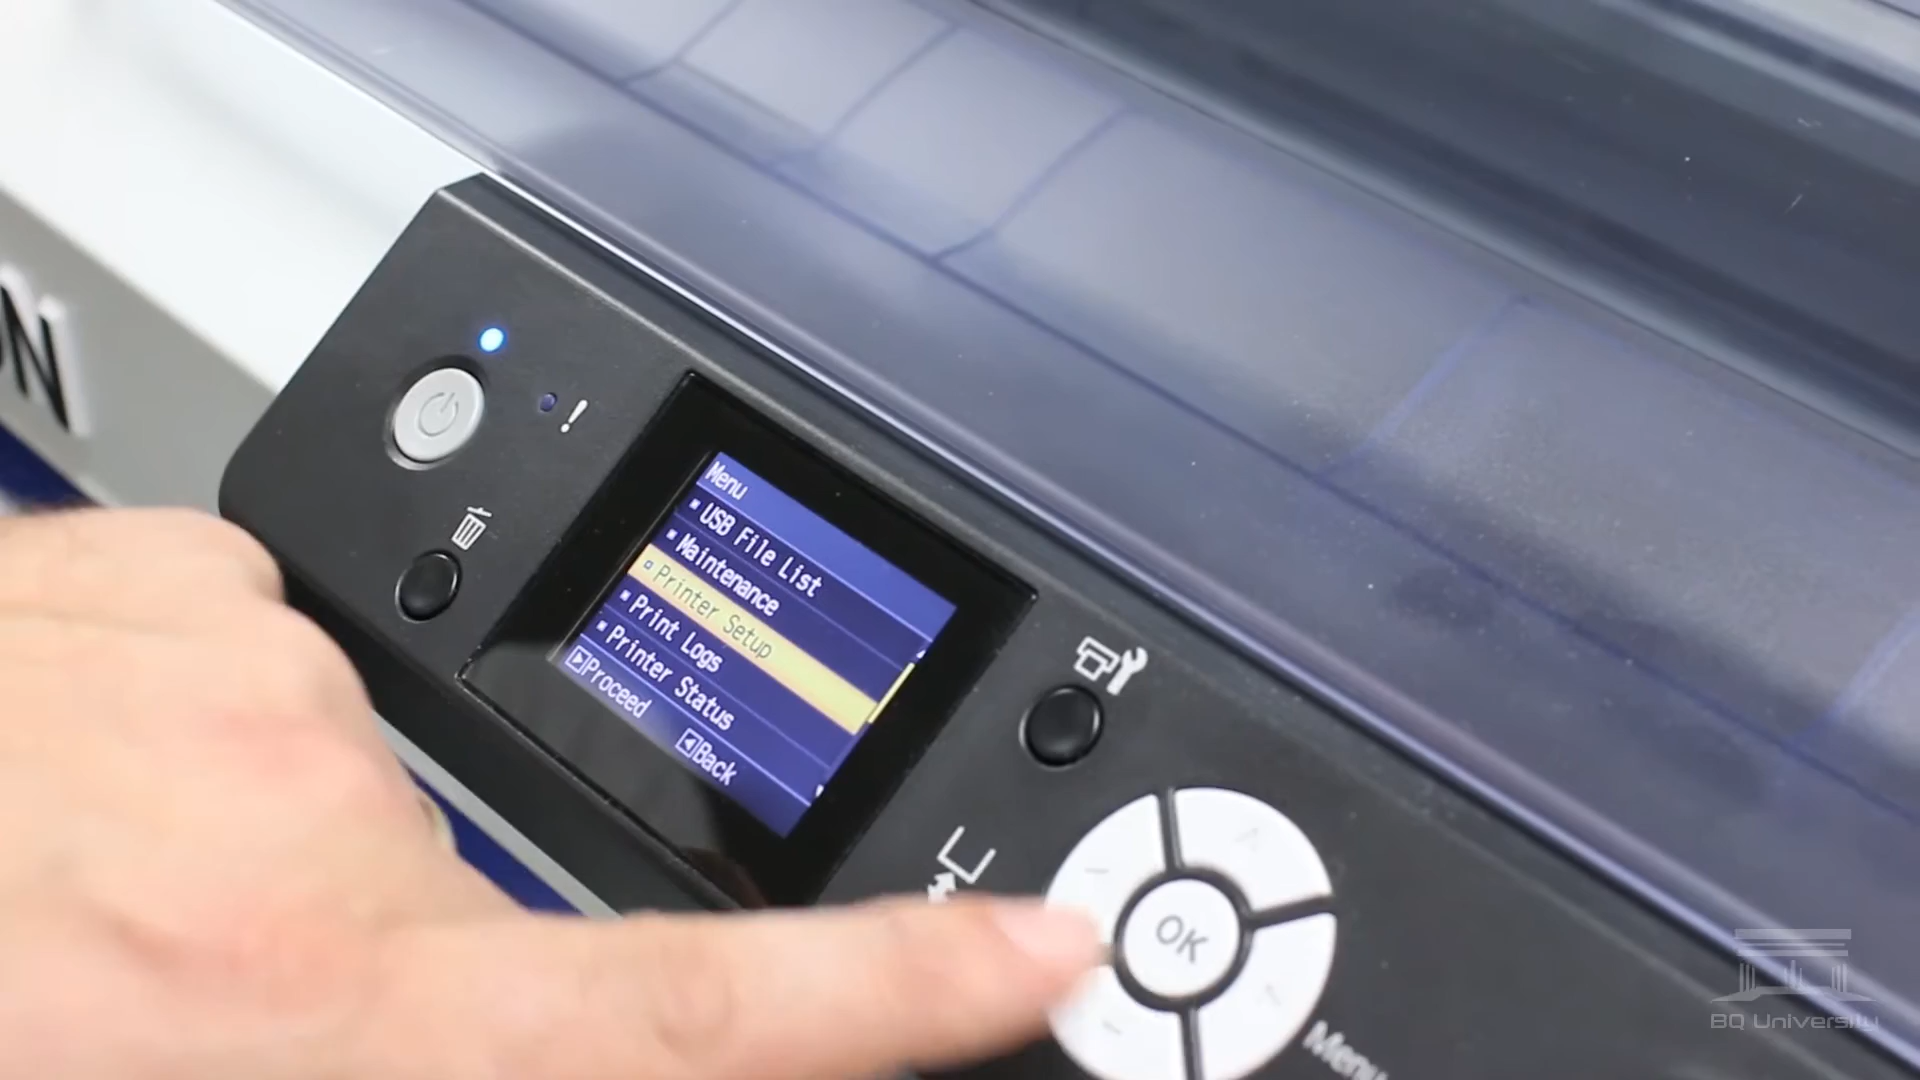 ON
!
Menu
USB File List
Maintenance
Printer Setup
Print Logs
Printer Status
Proceed
Back
OK
Menu
BQ University